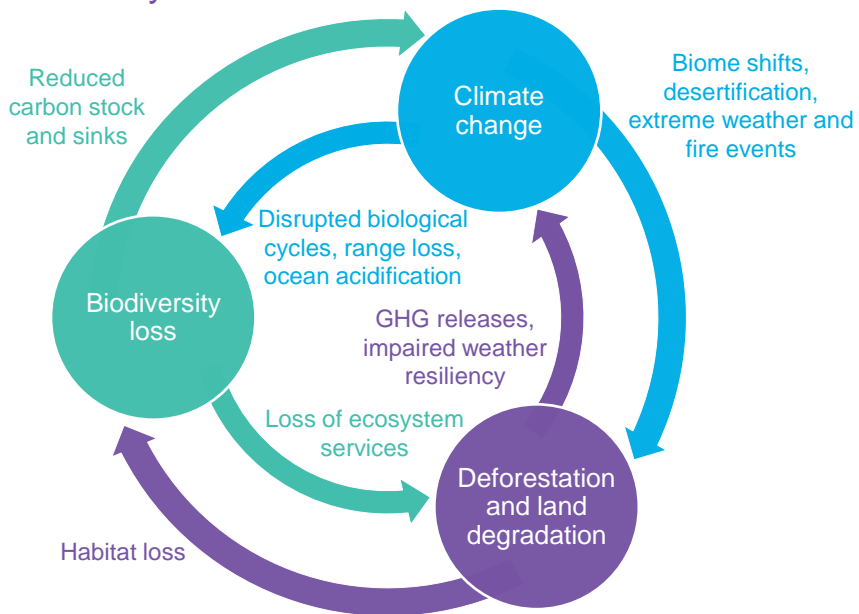 Reduced
carbon stock
and sinks
Climate
change
Biome shifts,
desertification,
extreme weather and
fire events
Disrupted biological
cycles, range loss,
ocean acidification
Biodiversity
loss
GHG releases,
impaired weather
resiliency
Loss of ecosystem
services
Deforestation
and land
degradation
Habitat loss